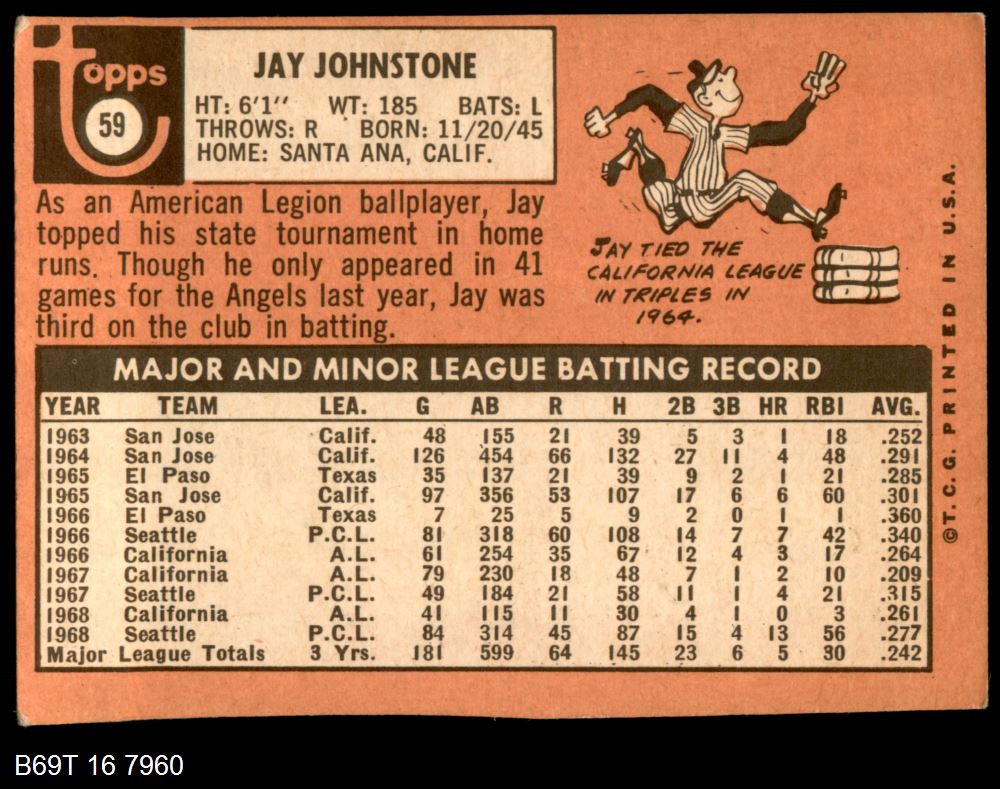 topps
59
JAY JOHNSTONE
HT: 6'1" WT: 185 BATS: L
THROWS: R BORN: 11/20/45
HOME: SANTA ANA, CALIF.
As an American Legion ballplayer, Jay
topped his state tournament in home
runs. Though he only appeared in 41
games for the Angels last year, Jay was
third on the club in batting.
JAY TIED THE
CALIFORNIA LEAGUE
IN TRIPLES IN
1964.
MAJOR AND MINOR LEAGUE BATTING RECORD
YEAR TEAM LEA. G AB R H 2B 3B HR RBI AVG.
1963 San Jose Calif. 48 155 21 39 5 3 1 18 .252
1964 San Jose Calif. 126 454 66 132 27 11 4 48 .291
1965 El Paso Texas 35 137 21 39 9 2 1 21 .285
1965 San Jose Calif. 97 356 53 107 17 6 6 60 .301
1966 El Paso Texas 7 25 5 9 2 0 1 1 .360
1966 Seattle P.C.L. 81 318 60 108 14 7 7 42 .340
1966 California A.L. 61 254 35 67 12 4 3 17 .264
1967 California A.L. 79 230 18 48 7 1 2 10 .209
1967 Seattle P.C.L. 49 184 21 58 11 1 4 21 .315
1968 California A.L. 41 115 11 30 4 1 0 3 .261
1968 Seattle P.C.L. 84 314 45 87 15 4 13 56 .277
Major League Totals 3 Yrs. 181 599 64 145 23 6 5 30 .242
©T. C. G. PRINTED IN U.S.A.
B69T 16 7960